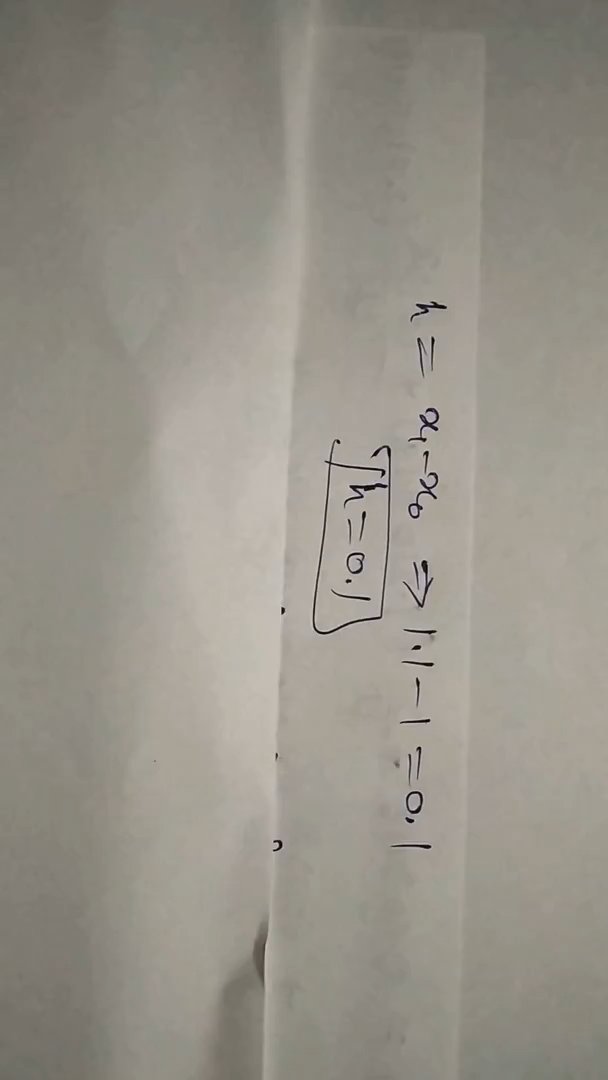 h = x₁ - x₀ ⇒ 1.1 - 1 = 0.1
h = 0.1